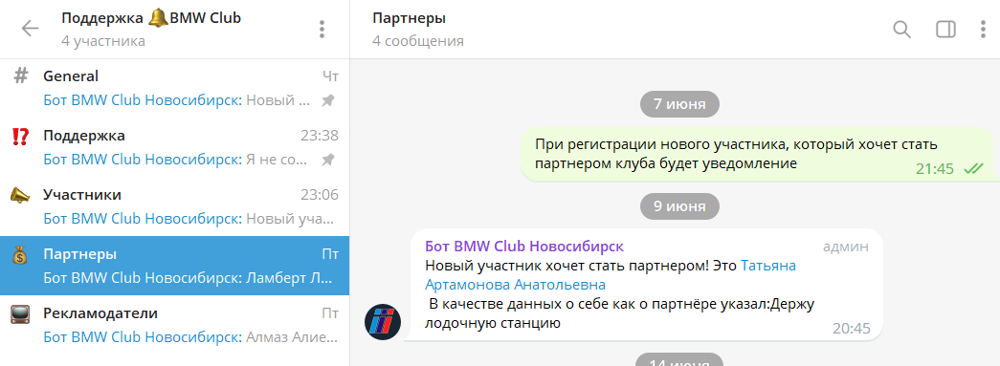 Поддержка 🔔BMW Club
4 участника
General
Чт
Бот BMW Club Новосибирск: Новый ...
Поддержка
23:38
Бот BMW Club Новосибирск: Я не со...
Участники
23:06
Бот BMW Club Новосибирск: Новый уча...
Партнеры
Пт
Бот BMW Club Новосибирск: Ламберт Л...
Рекламодатели
Пт
Бот BMW Club Новосибирск: Алмаз Алие...
Партнеры
4 сообщения
7 июня
При регистрации нового участника, который хочет стать
партнером клуба будет уведомление
21:45
9 июня
Бот BMW Club Новосибирск
админ
Новый участник хочет стать партнером! Это Татьяна
Артамонова Анатольевна
В качестве данных о себе как о партнёре указал:Держу
лодочную станцию
20:45
14 июня